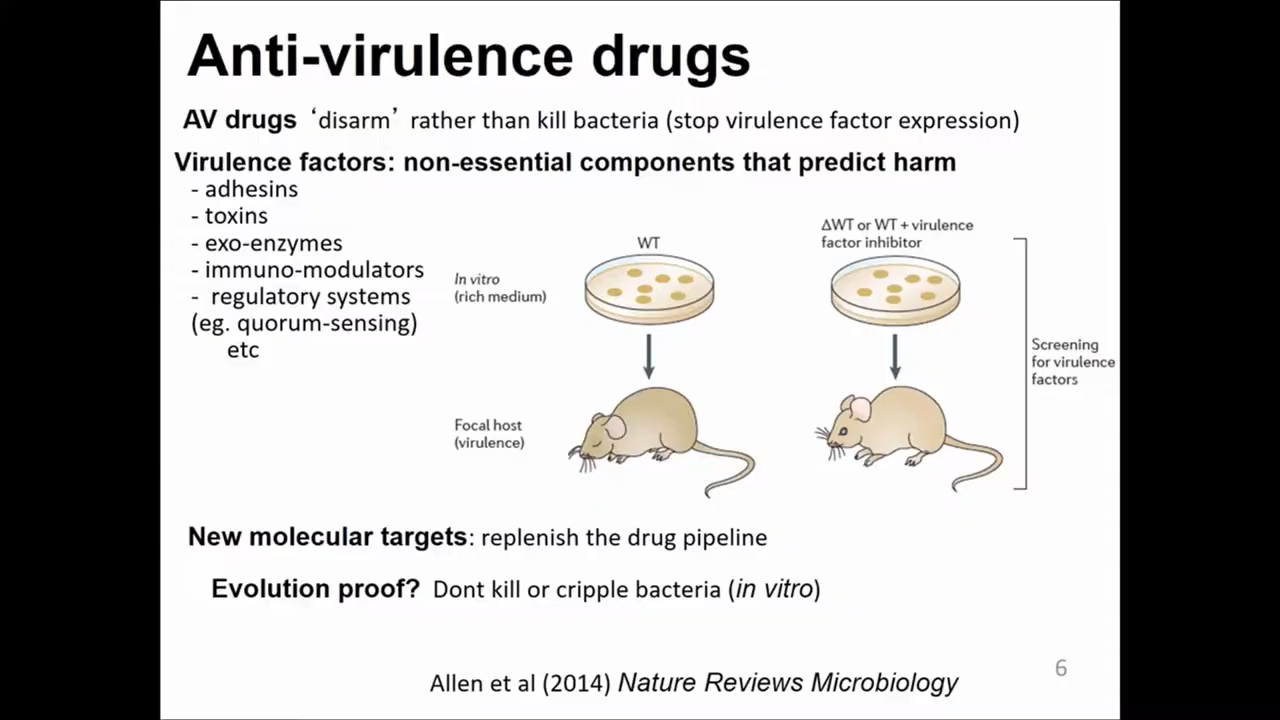 Anti-virulence drugs
AV drugs ‘disarm’ rather than kill bacteria (stop virulence factor expression)
Virulence factors: non-essential components that predict harm
- adhesins
- toxins
- exo-enzymes
- immuno-modulators
- regulatory systems
(eg. quorum-sensing)
etc
WT
ΔWT or WT + virulence
factor inhibitor
In vitro
(rich medium)
Screening
for virulence
factors
Focal host
(virulence)
New molecular targets: replenish the drug pipeline
Evolution proof? Dont kill or cripple bacteria (in vitro)
6
Allen et al (2014) Nature Reviews Microbiology